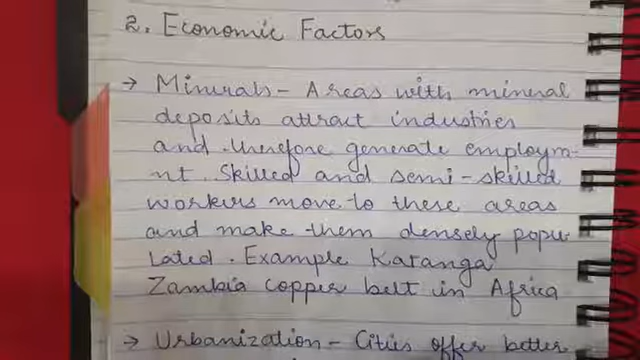 2. Economic Factors
→ Minerals - Areas with mineral
deposits attract industries
and therefore generate employm-
nt. Skilled and semi-skilled
workers move to these areas
and make them densely popu-
lated. Example Katanga
Zambia copper belt in Africa
→ Urbanization - Cities offer better